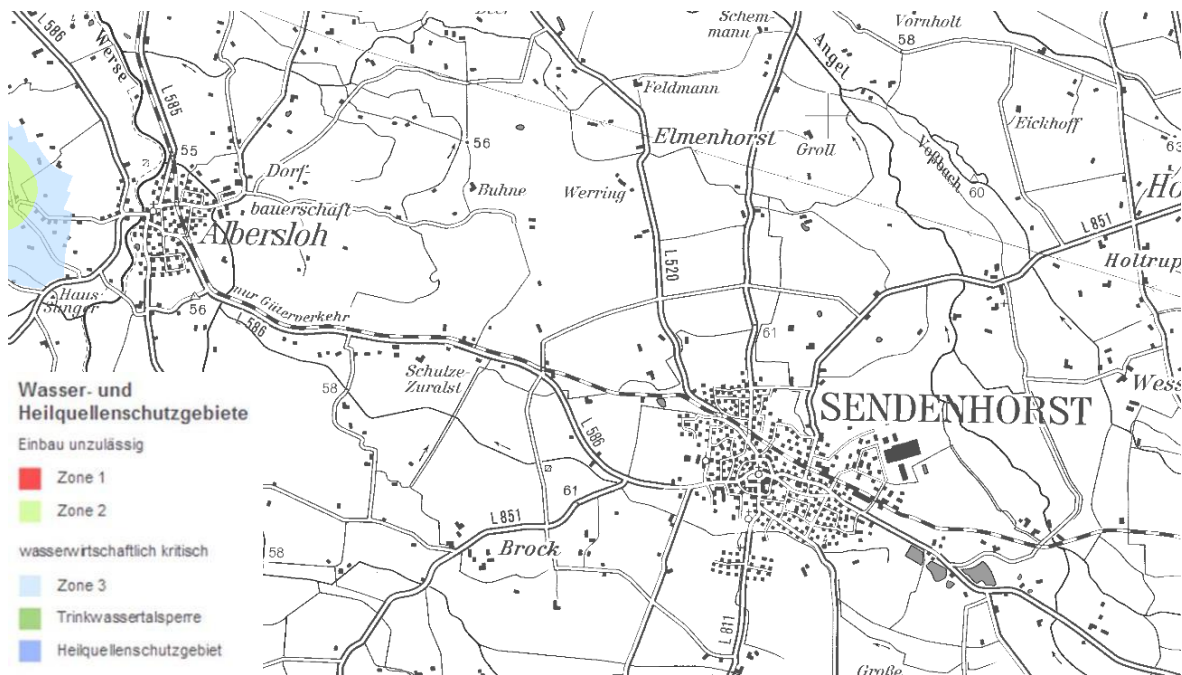 L 586
Werse
L 585
Schem-
mann
Vornholt
58
Angel
Feldmann
Elmenhorst
Groll
Eickhoff
63
55
56
Dorf-
bauerschaft
Buhne
Werring
Voßbach
60
Albersloh
L 520
L 851
Holtrup
Haus-
56
nur Güterverkehr
L 586
61
Schulze-
Zuralst
58
Wess
SENDENHORST
L 586
61
L 851
Brock
58
L 811
Große
Wasser- und
Heilquellenschutzgebiete
Einbau unzulässig
Zone 1
Zone 2
wasserwirtschaftlich kritisch
Zone 3
Trinkwassertalsperre
Heilquellenschutzgebiet